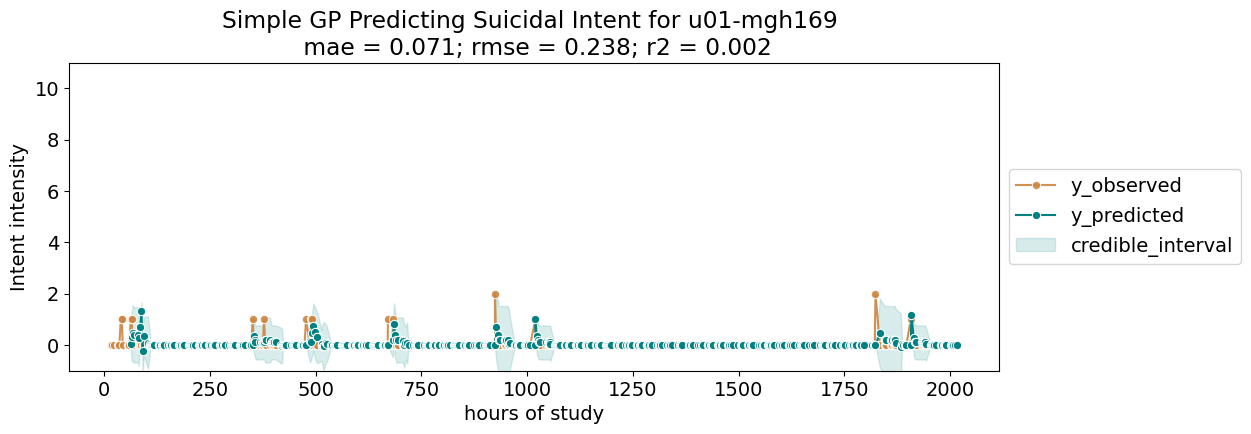 Simple GP Predicting Suicidal Intent for u01-mgh169
mae = 0.071; rmse = 0.238; r2 = 0.002
10
8
6
4
2
0
Intent intensity
0 250 500 750 1000 1250 1500 1750 2000
hours of study
y_observed
y_predicted
credible_interval